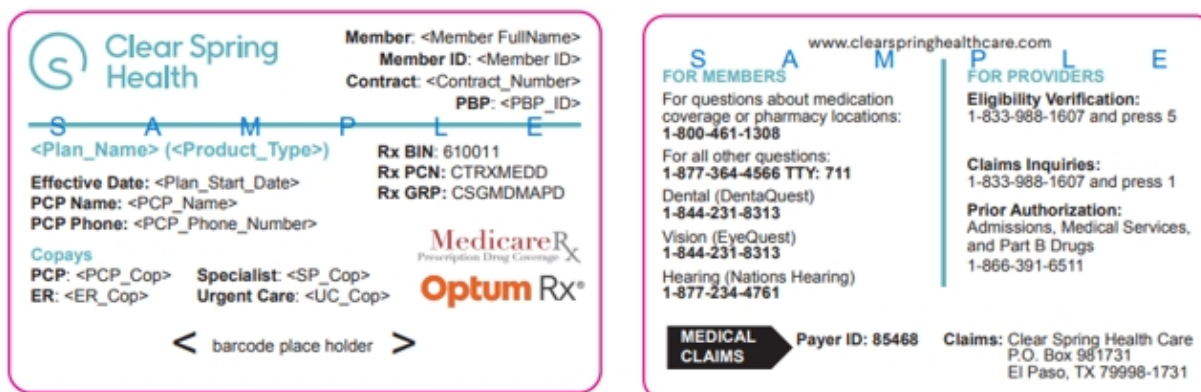 Clear Spring
Health
Member: <Member FullName>
Member ID: <Member ID>
Contract: <Contract_Number>
PBP: <PBP_ID>
S A M P L E
<Plan_Name> (<Product_Type>)
Effective Date: <Plan_Start_Date>
PCP Name: <PCP_Name>
PCP Phone: <PCP_Phone_Number>
Rx BIN: 610011
Rx PCN: CTRXMEDD
Rx GRP: CSGMDMAPD
Copays
PCP: <PCP_Cop> Specialist: <SP_Cop>
ER: <ER_Cop> Urgent Care: <UC_Cop>
MedicareRx
Prescription Drug Coverage
Optum Rx®
< barcode place holder >
www.clearspringhealthcare.com
S A M P L E
FOR MEMBERS
For questions about medication
coverage or pharmacy locations:
1-800-461-1308
For all other questions:
1-877-364-4566 TTY: 711
Dental (DentaQuest)
1-844-231-8313
Vision (EyeQuest)
1-844-231-8313
Hearing (Nations Hearing)
1-877-234-4761
FOR PROVIDERS
Eligibility Verification:
1-833-988-1607 and press 5
Claims Inquiries:
1-833-988-1607 and press 1
Prior Authorization:
Admissions, Medical Services,
and Part B Drugs
1-866-391-6511
MEDICAL
CLAIMS
Payer ID: 85468
Claims: Clear Spring Health Care
P.O. Box 981731
El Paso, TX 79998-1731